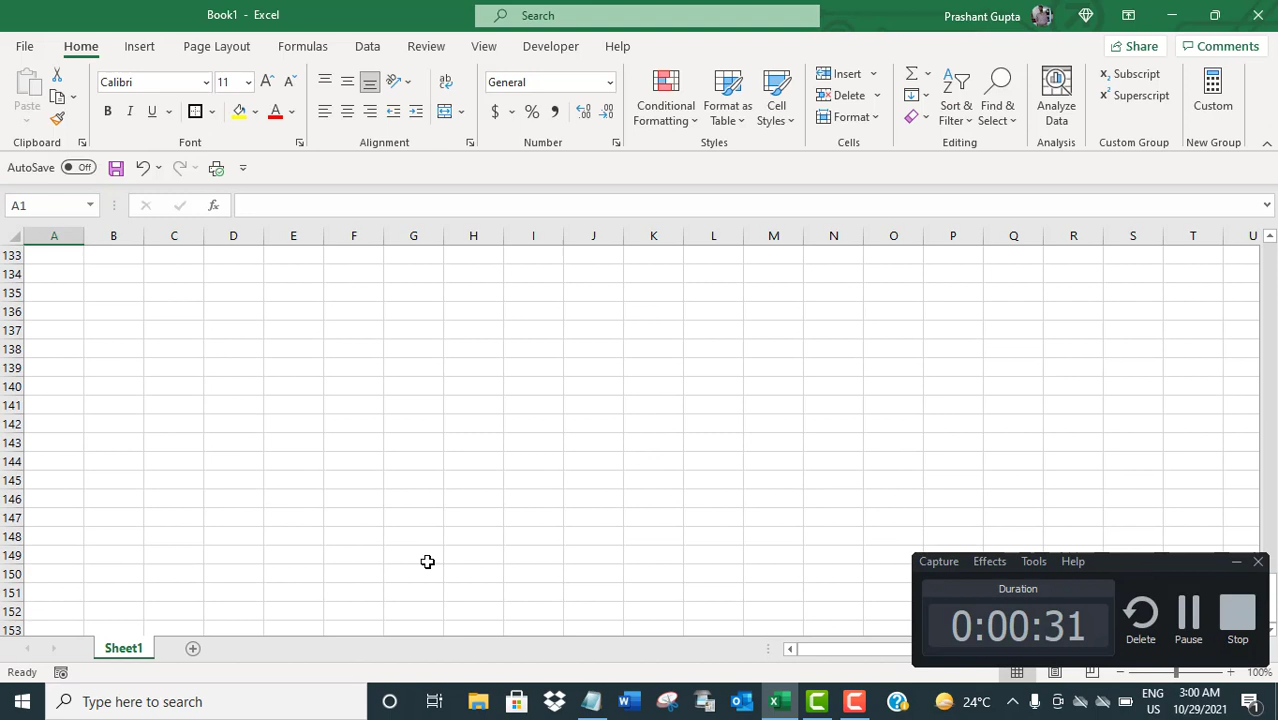 Book1 - Excel
Search
Prashant Gupta
File Home Insert Page Layout Formulas Data Review View Developer Help
Share Comments
Paste
Calibri 11
B I U
A A
ab
General
$ % ,
Conditional Formatting
Format as Table
Cell Styles
Insert
Delete
Format
Sort & Filter
Find & Select
Analyze Data
X₂ Subscript
X₂ Superscript
Custom
Clipboard Font Alignment Number Styles Cells Editing Analysis Custom Group New Group
AutoSave Off
A1 fx
A B C D E F G H I J K L M N O P Q R S T U
133
134
135
136
137
138
139
140
141
142
143
144
145
146
147
148
149
150
151
152
153
Capture Effects Tools Help
Duration
0:00:31
Delete Pause Stop
Sheet1
Ready
100%
Type here to search
24°C
ENG
US
3:00 AM
10/29/2021
1